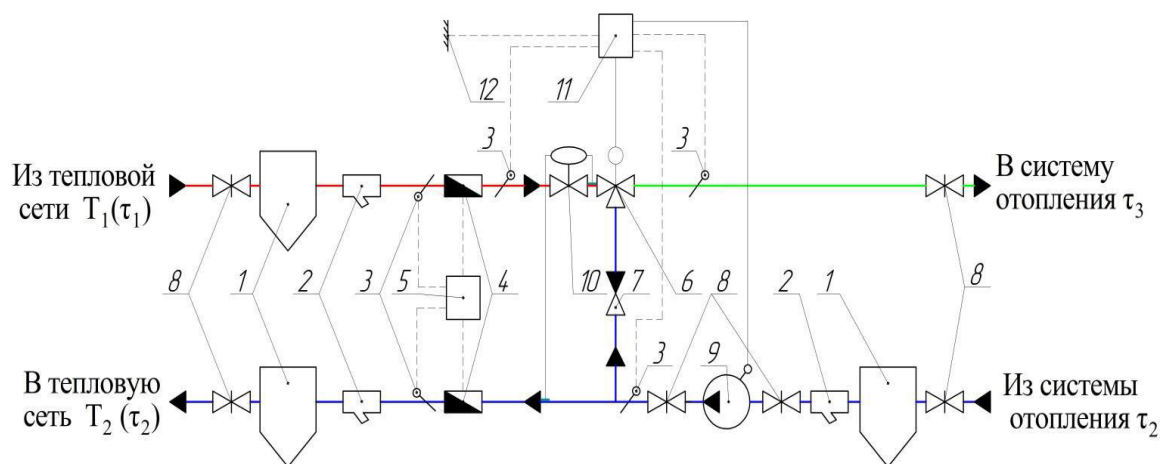 12
11
3
3
Из тепловой
сети T₁(τ₁)
В систему
отопления τ₃
8
1
2
3
5
4
10
7
6
8
2
1
8
3
9
В тепловую
сеть T₂ (τ₂)
Из системы
отопления τ₂